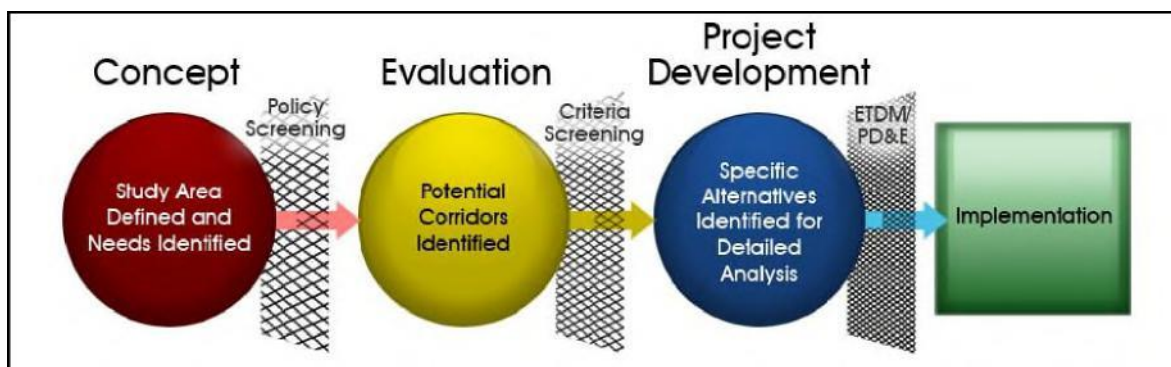 Concept
Policy
Screening
Study Area
Defined and
Needs Identified
Evaluation
Criteria
Screening
Potential
Corridors
Identified
Project
Development
ETDM/
PD&E
Specific
Alternatives
Identified for
Detailed
Analysis
Implementation